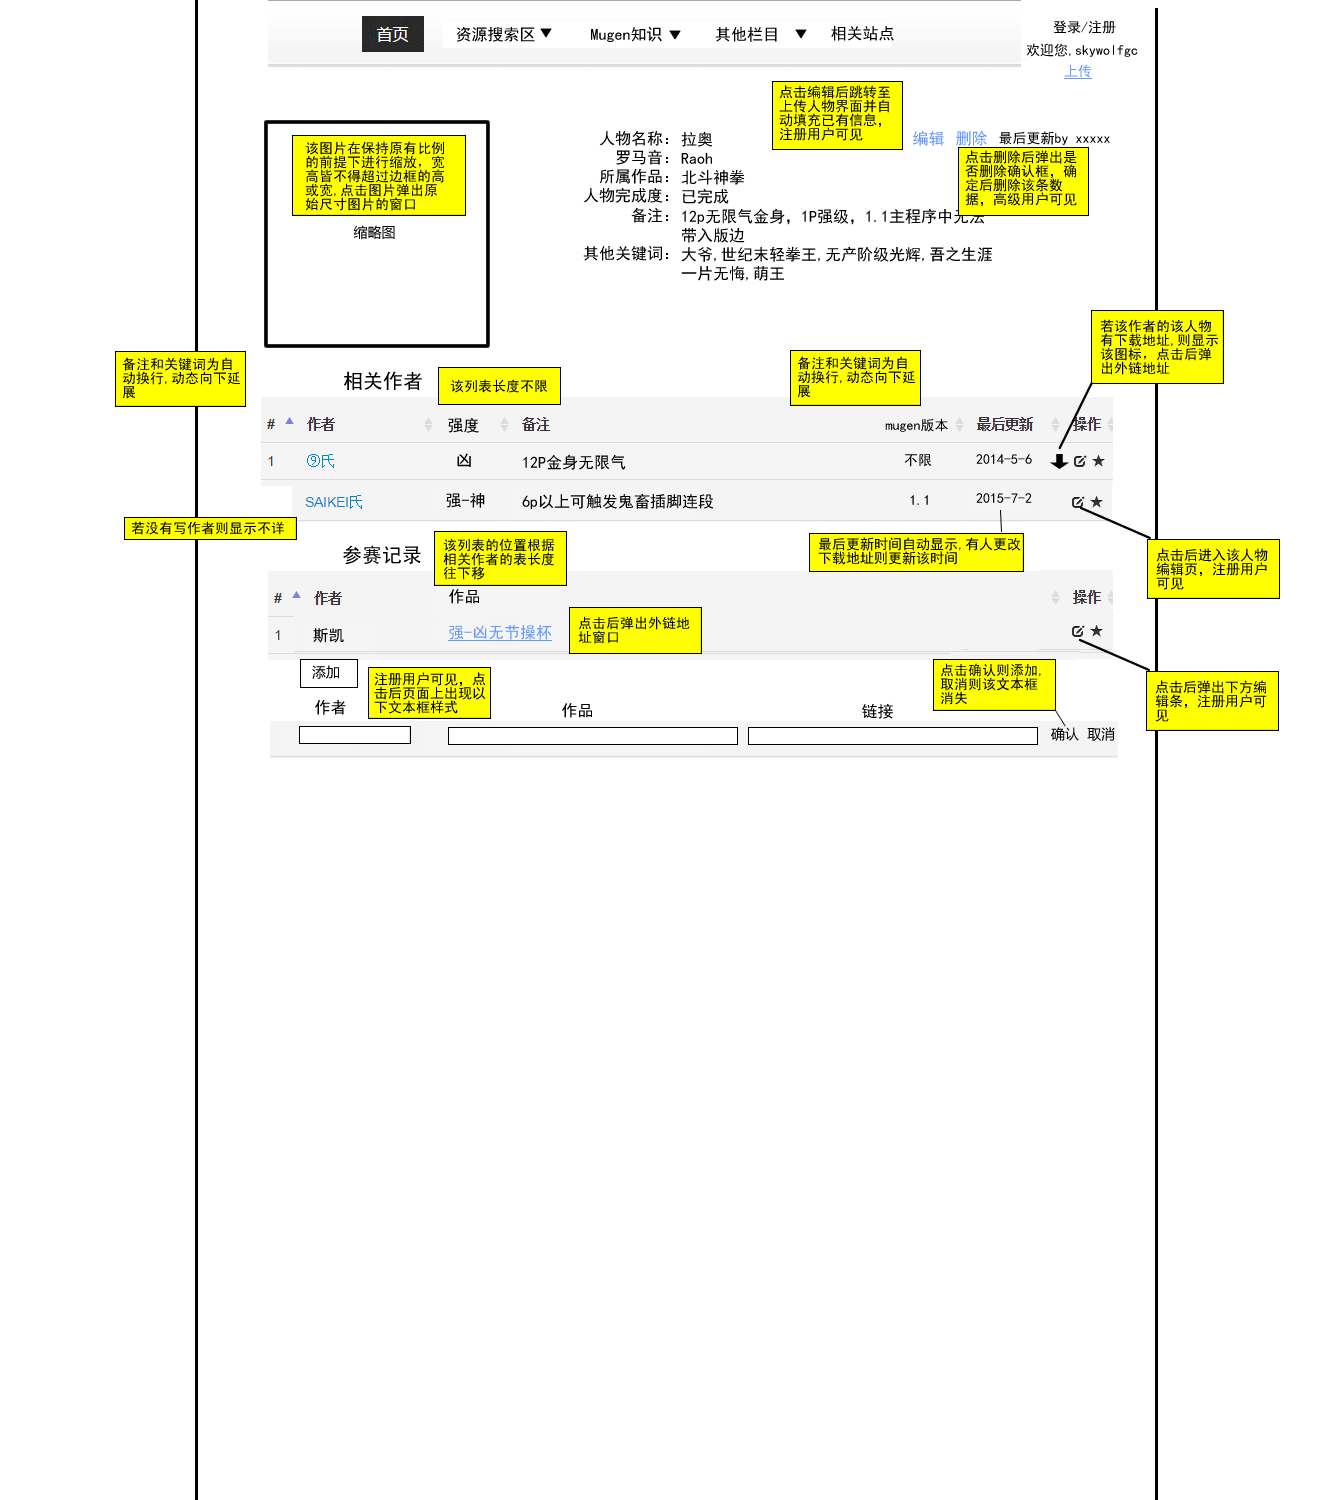 首页 资源搜索区▼ Mugen知识 ▼ 其他栏目 ▼ 相关站点
登录/注册
欢迎您,skywolfgc
上传
点击编辑后跳转至
上传人物界面并自
动填充已有信息，
注册用户可见
编辑 删除 最后更新by xxxxx
点击删除后弹出是
否删除确认框，确
定后删除该条数
据，高级用户可见
该图片在保持原有比例
的前提下进行缩放，宽
高皆不得超过边框的高
或宽,点击图片弹出原
始尺寸图片的窗口
缩略图
人物名称：拉奥
罗马音：Raoh
所属作品：北斗神拳
人物完成度：已完成
备注：12p无限气金身，1P强级，1.1主程序中无法
带入版边
其他关键词：大爷,世纪末轻拳王,无产阶级光辉,吾之生涯
一片无悔,萌王
若该作者的该人物
有下载地址,则显示
该图标，点击后弹
出外链地址
备注和关键词为自
动换行,动态向下延
展
相关作者
该列表长度不限
备注和关键词为自
动换行,动态向下延
展
# 作者 强度 备注 mugen版本 最后更新 操作
1 ⑨氏 凶 12P金身无限气 不限 2014-5-6
SAIKEI氏 强-神 6p以上可触发鬼畜插脚连段 1.1 2015-7-2
若没有写作者则显示不详
最后更新时间自动显示,有人更改
下载地址则更新该时间
点击后进入该人物
编辑页，注册用户
可见
参赛记录
该列表的位置根据
相关作者的表长度
往下移
# 作者 作品 操作
1 斯凯 强-凶无节操杯
点击后弹出外链地
址窗口
添加
注册用户可见，点
击后页面上出现以
下文本框样式
点击确认则添加,
取消则该文本框
消失
点击后弹出下方编
辑条，注册用户可
见
作者 作品 链接
确认 取消